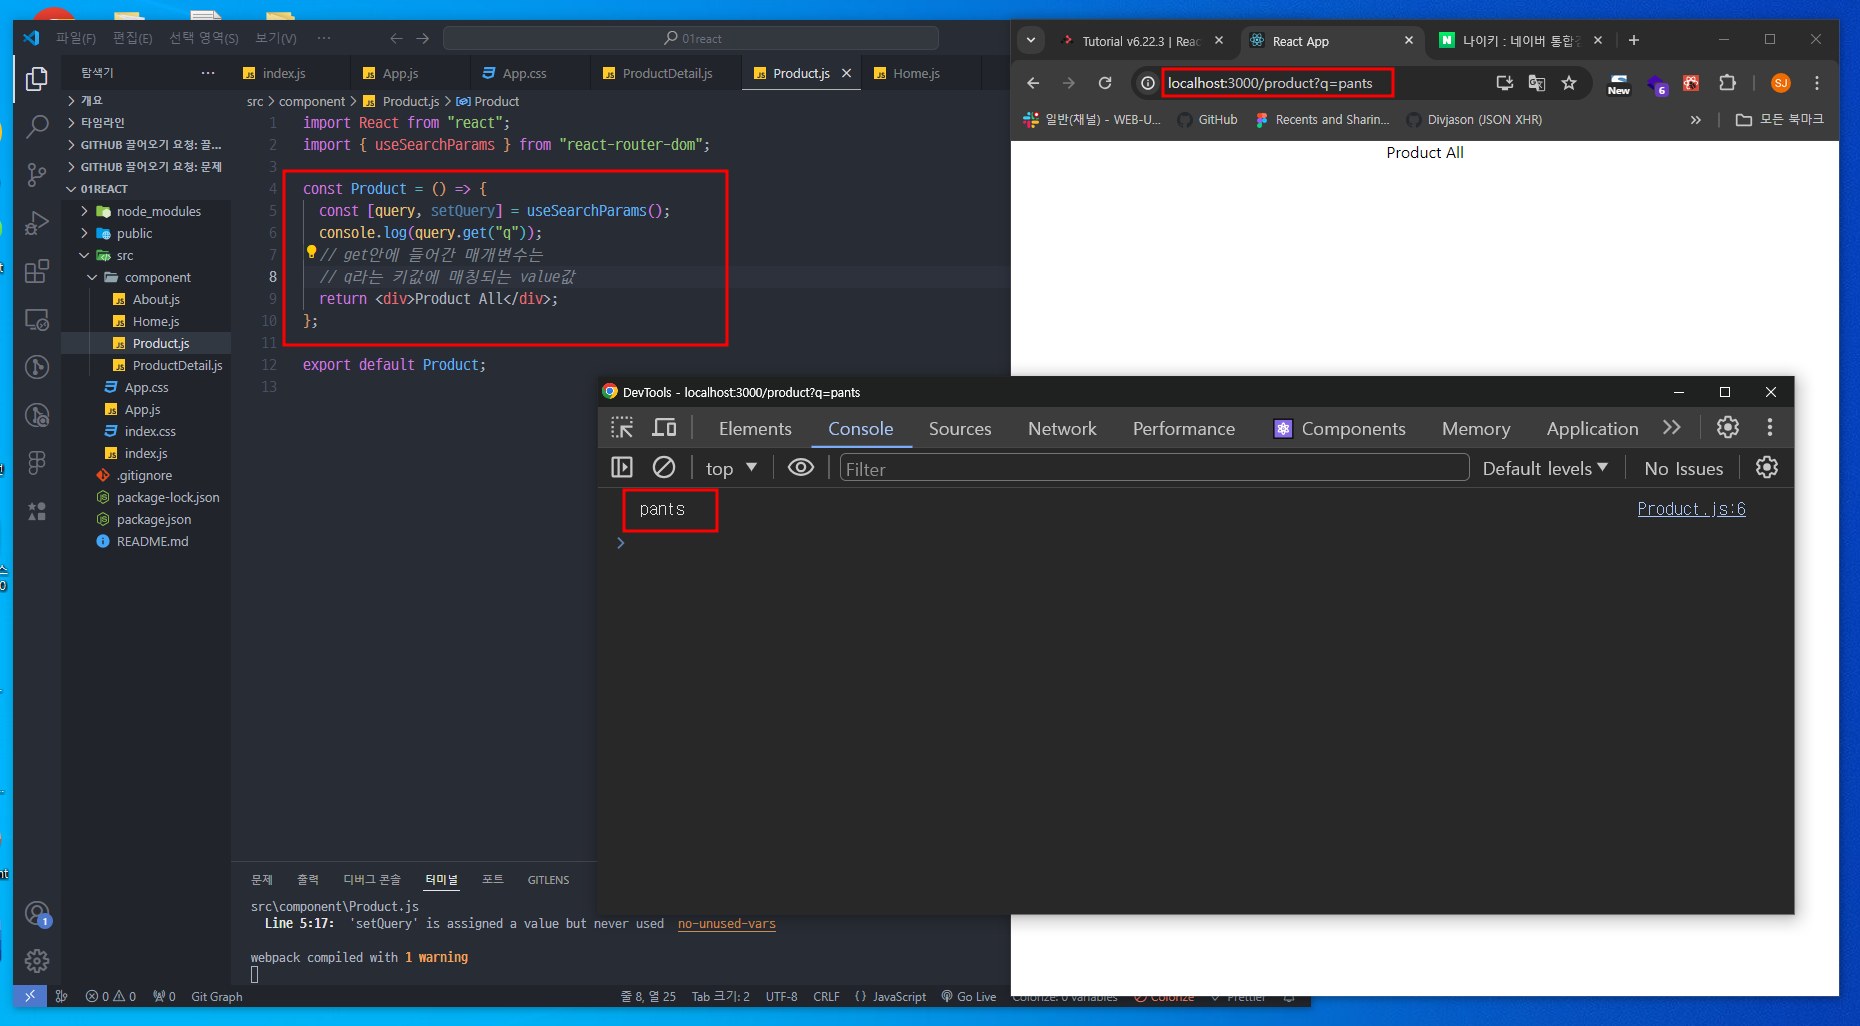 파일(F) 편집(E) 선택 영역(S) 보기(V) ··· 01react
탐색기 ···
개요
타임라인
GITHUB 끌어오기 요청: 끌...
GITHUB 끌어오기 요청: 문제
01REACT
node_modules
public
src
component
About.js
Home.js
Product.js
ProductDetail.js
App.css
App.js
index.css
index.js
.gitignore
package-lock.json
package.json
README.md
index.js App.js App.css ProductDetail.js Product.js Home.js
src > component > Product.js > Product
1 import React from "react";
2 import { useSearchParams } from "react-router-dom";
3
4 const Product = () => {
5 const [query, setQuery] = useSearchParams();
6 console.log(query.get("q"));
7 // get안에 들어간 매개변수는
8 // q라는 키값에 매칭되는 value값
9 return <div>Product All</div>;
10 };
11
12 export default Product;
13
문제 출력 디버그 콘솔 터미널 포트 GITLENS
src\component\Product.js
Line 5:17: 'setQuery' is assigned a value but never used no-unused-vars
webpack compiled with 1 warning
1
0 0 0 Git Graph 줄 8, 열 25 Tab 크기: 2 UTF-8 CRLF {} JavaScript Go Live Colorize: 0 variables Colorize Prettier
Tutorial v6.22.3 | Reac React App 나이키 : 네이버 통합
localhost:3000/product?q=pants New 6 SJ
일반(채널) - WEB-U... GitHub Recents and Sharin... Divjason (JSON XHR) » 모든 북마크
Product All
DevTools - localhost:3000/product?q=pants
Elements Console Sources Network Performance Components Memory Application
top Filter Default levels No Issues
pants Product.js:6